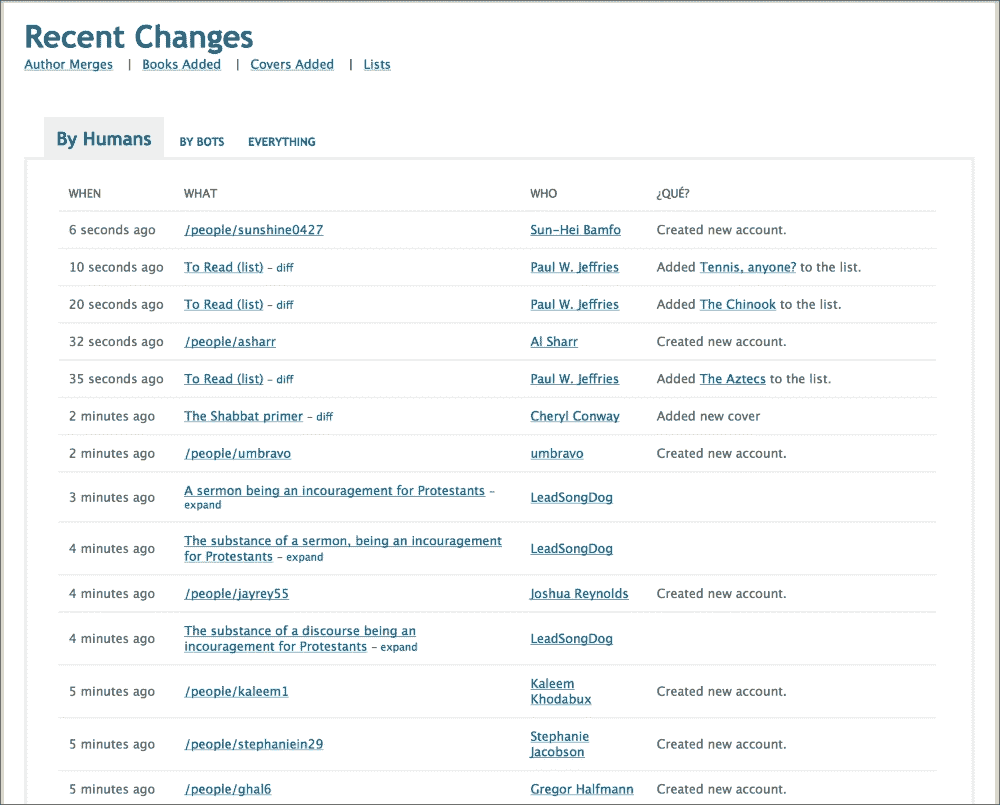 Recent Changes
Author Merges | Books Added | Covers Added | Lists
By Humans BY BOTS EVERYTHING
WHEN WHAT WHO ¿QUÉ?
6 seconds ago /people/sunshine0427 Sun-Hei Bamfo Created new account.
10 seconds ago To Read (list) - diff Paul W. Jeffries Added Tennis, anyone? to the list.
20 seconds ago To Read (list) - diff Paul W. Jeffries Added The Chinook to the list.
32 seconds ago /people/asharr Al Sharr Created new account.
35 seconds ago To Read (list) - diff Paul W. Jeffries Added The Aztecs to the list.
2 minutes ago The Shabbat primer - diff Cheryl Conway Added new cover
2 minutes ago /people/umbravo umbravo Created new account.
3 minutes ago A sermon being an incouragement for Protestants - LeadSongDog
expand
4 minutes ago The substance of a sermon, being an incouragement LeadSongDog
for Protestants - expand
4 minutes ago /people/jayrey55 Joshua Reynolds Created new account.
4 minutes ago The substance of a discourse being an LeadSongDog
incouragement for Protestants - expand
5 minutes ago /people/kaleem1 Kaleem Created new account.
Khodabux
5 minutes ago /people/stephaniein29 Stephanie Created new account.
Jacobson
5 minutes ago /people/ghal6 Gregor Halfmann Created new account.